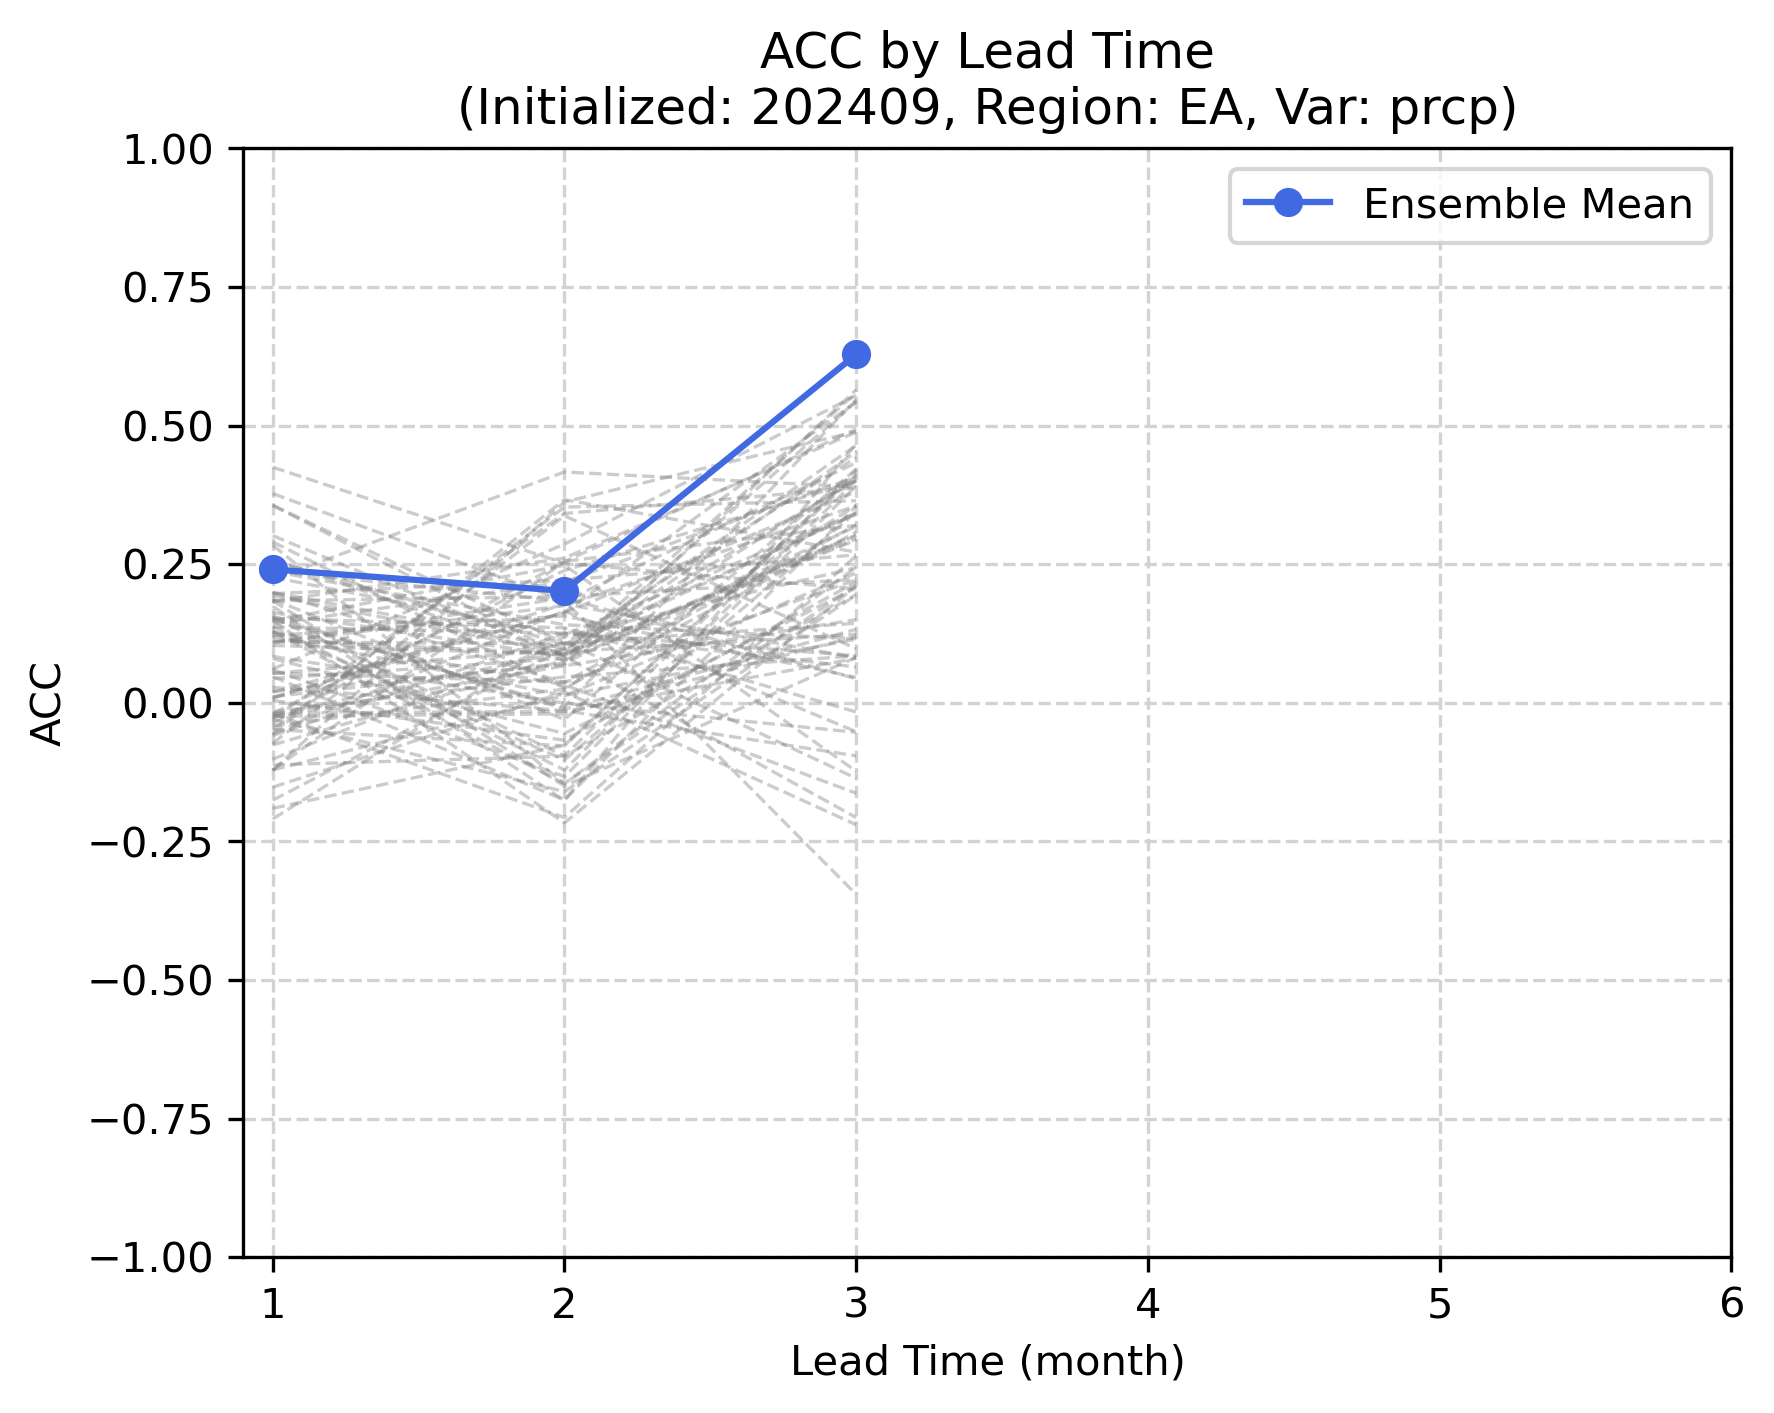 ACC by Lead Time
(Initialized: 202409, Region: EA, Var: prcp)
Ensemble Mean
1.00
0.75
0.50
0.25
0.00
−0.25
−0.50
−0.75
−1.00
ACC
1 2 3 4 5 6
Lead Time (month)